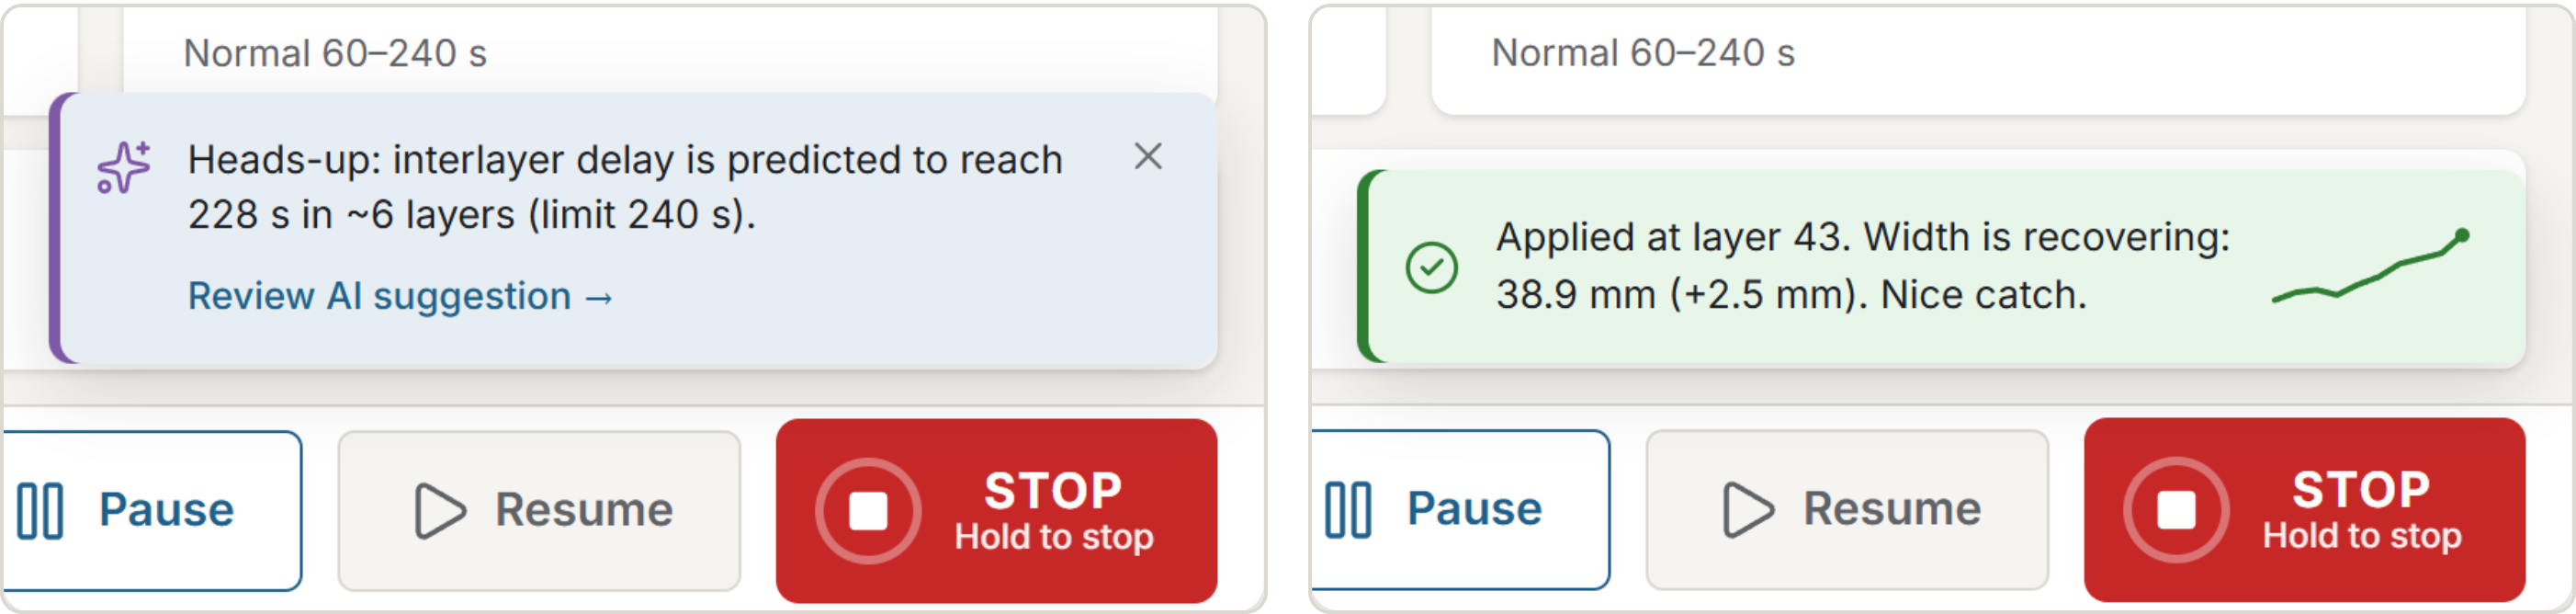 Normal 60–240 s
Heads-up: interlayer delay is predicted to reach
228 s in ~6 layers (limit 240 s).
Review AI suggestion →
Pause
Resume
STOP
Hold to stop
Normal 60–240 s
Applied at layer 43. Width is recovering:
38.9 mm (+2.5 mm). Nice catch.
Pause
Resume
STOP
Hold to stop